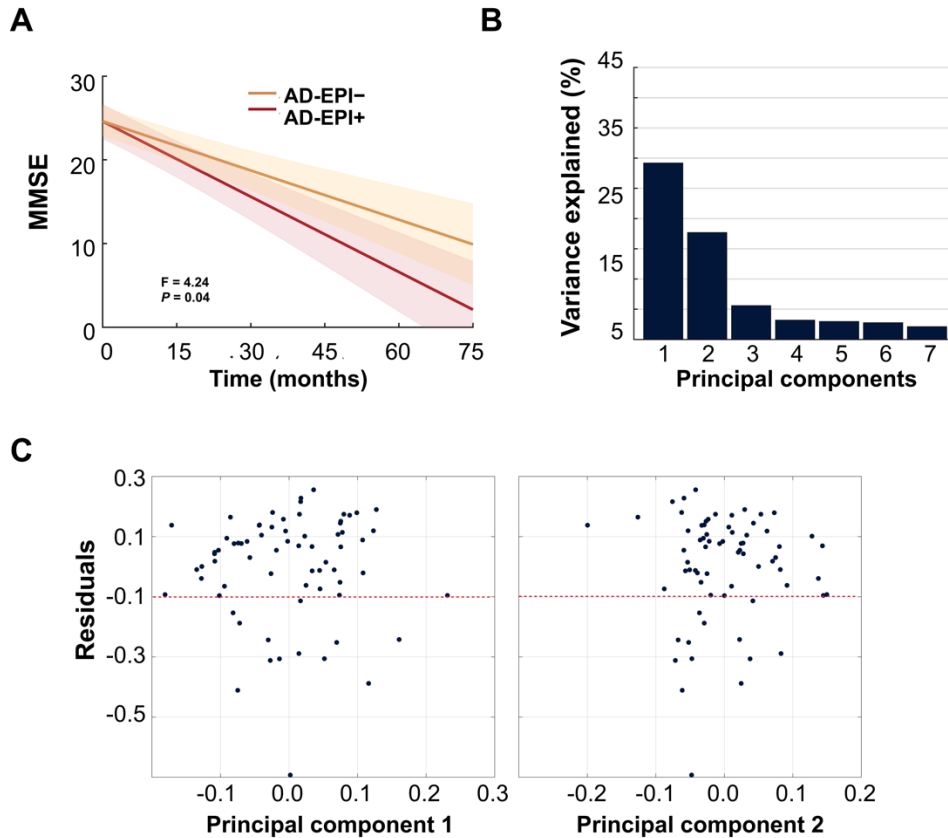 A
30
20
10
0
MMSE
AD-EPI−
AD-EPI+
F = 4.24
P = 0.04
0 15 30 45 60 75
Time (months)
B
45
35
25
15
5
Variance explained (%)
1 2 3 4 5 6 7
Principal components
C
0.3
0.1
-0.1
-0.3
-0.5
Residuals
-0.1 0.0 0.1 0.2 0.3
Principal component 1
-0.2 -0.1 0.0 0.1 0.2
Principal component 2